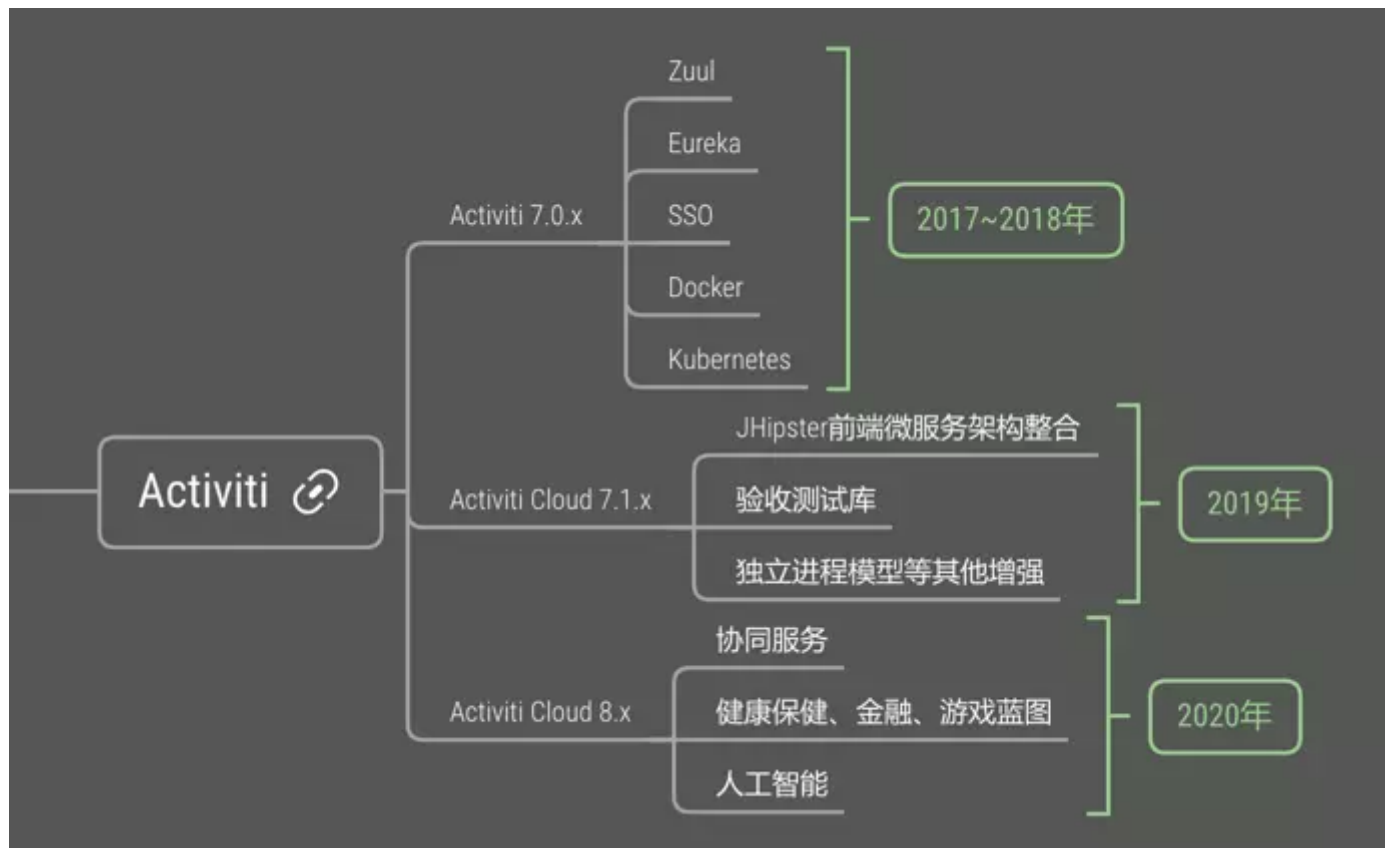 Activiti
Activiti 7.0.x
Zuul
Eureka
SSO
Docker
Kubernetes
2017~2018年
Activiti Cloud 7.1.x
JHipster前端微服务架构整合
验收测试库
独立进程模型等其他增强
2019年
Activiti Cloud 8.x
协同服务
健康保健、金融、游戏蓝图
人工智能
2020年